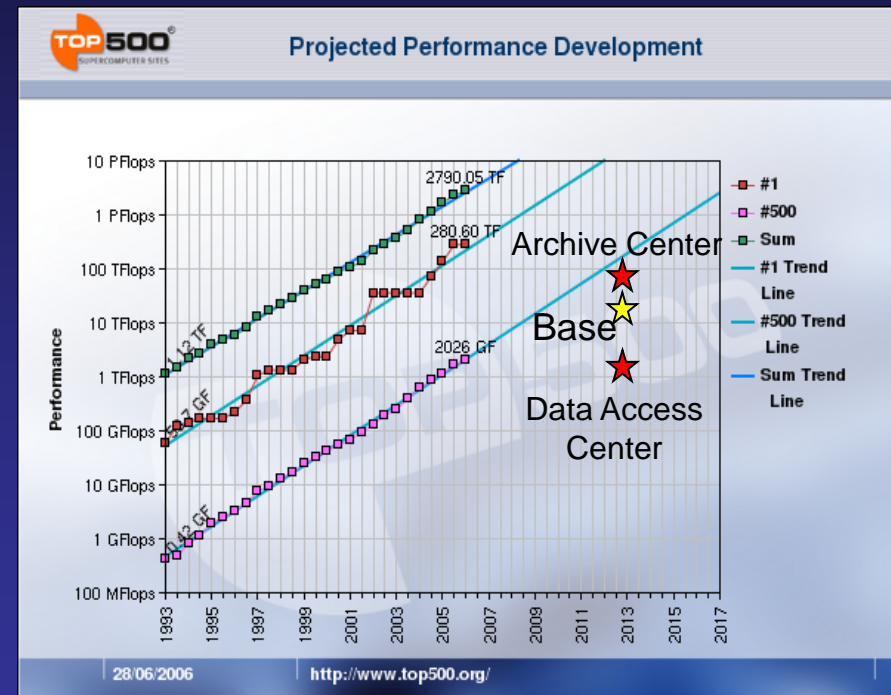 TOP 500®
SUPERCOMPUTER SITES
Projected Performance Development
10 PFlops
1 PFlops
100 TFlops
10 TFlops
1 TFlops
100 GFlops
10 GFlops
1 GFlops
100 MFlops
Performance
2790.05 TF
280.60 TF
2026 GF
1.12 TF
59.7 GF
0.42 GF
Archive Center
Base
Data Access
Center
#1
#500
Sum
#1 Trend
Line
#500 Trend
Line
Sum Trend
Line
1993
1995
1997
1999
2001
2003
2005
2007
2009
2011
2013
2015
2017
TOP500
28/06/2006
http://www.top500.org/